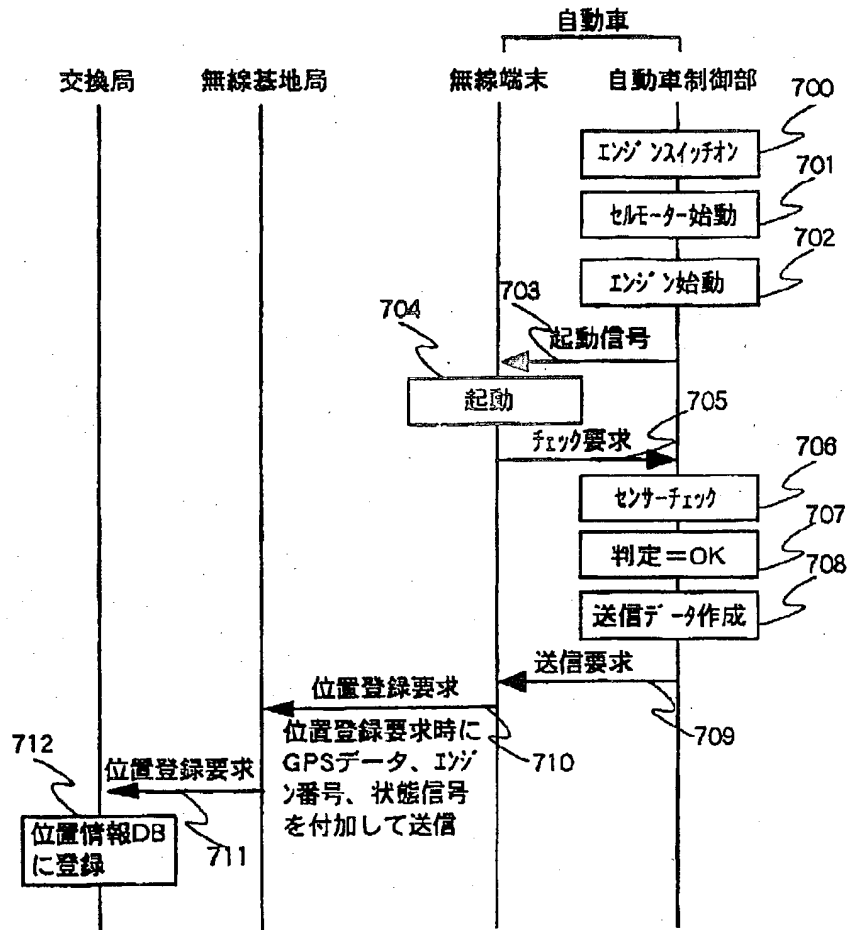 自動車
交換局 無線基地局 無線端末 自動車制御部
700
エンジンスイッチオン
701
セルモーター始動
702
エンジン始動
703
704
起動信号
起動
705
チェック要求
706
センサーチェック
707
判定=OK
708
送信データ作成
送信要求
709
位置登録要求
710
位置登録要求時に
GPSデータ、エンジ
ン番号、状態信号
を付加して送信
712
位置登録要求
711
位置情報DB
に登録